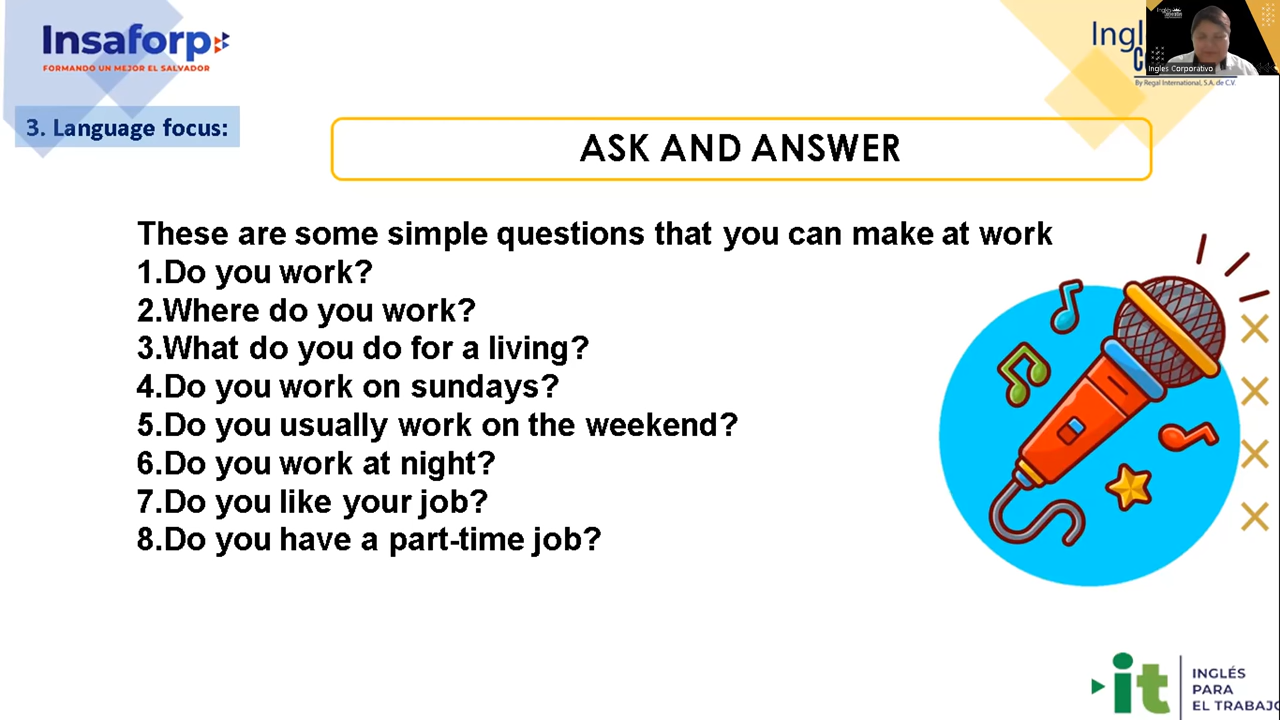 Insaforp
FORMANDO UN MEJOR EL SALVADOR
Ingles Corporativo
By Regal International, S.A. de C.V.
3. Language focus:
ASK AND ANSWER
These are some simple questions that you can make at work
1.Do you work?
2.Where do you work?
3.What do you do for a living?
4.Do you work on sundays?
5.Do you usually work on the weekend?
6.Do you work at night?
7.Do you like your job?
8.Do you have a part-time job?
it
INGLÉS
PARA
EL TRABAJO